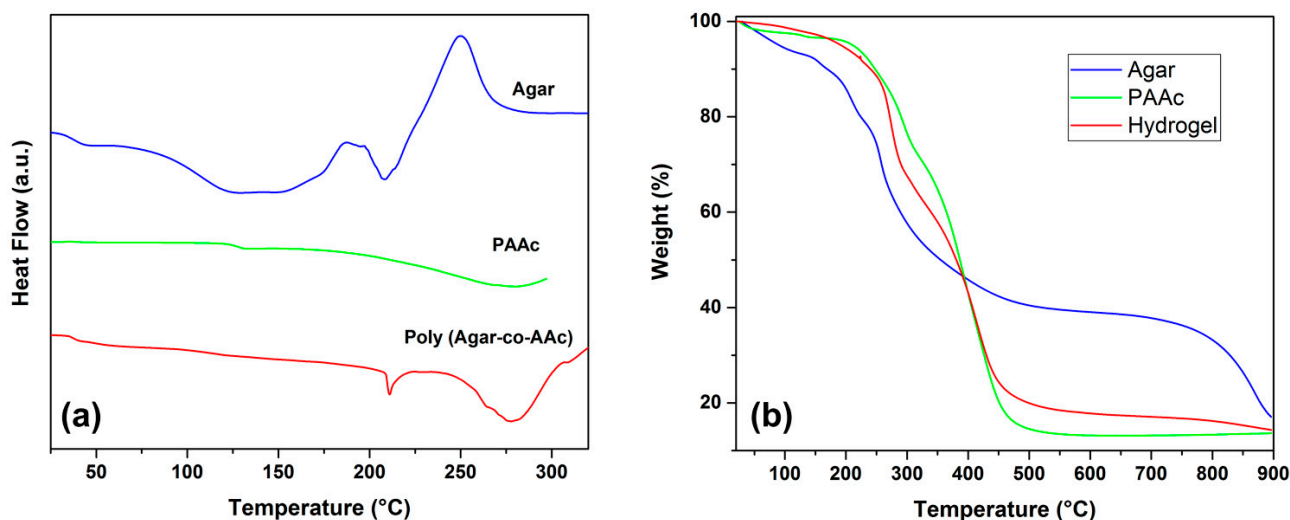 Heat Flow (a.u.)
Agar
PAAc
Poly (Agar-co-AAc)
(a)
50 100 150 200 250 300
Temperature (°C)
Weight (%)
100
80
60
40
20
Agar
PAAc
Hydrogel
(b)
100 200 300 400 500 600 700 800 900
Temperature (°C)